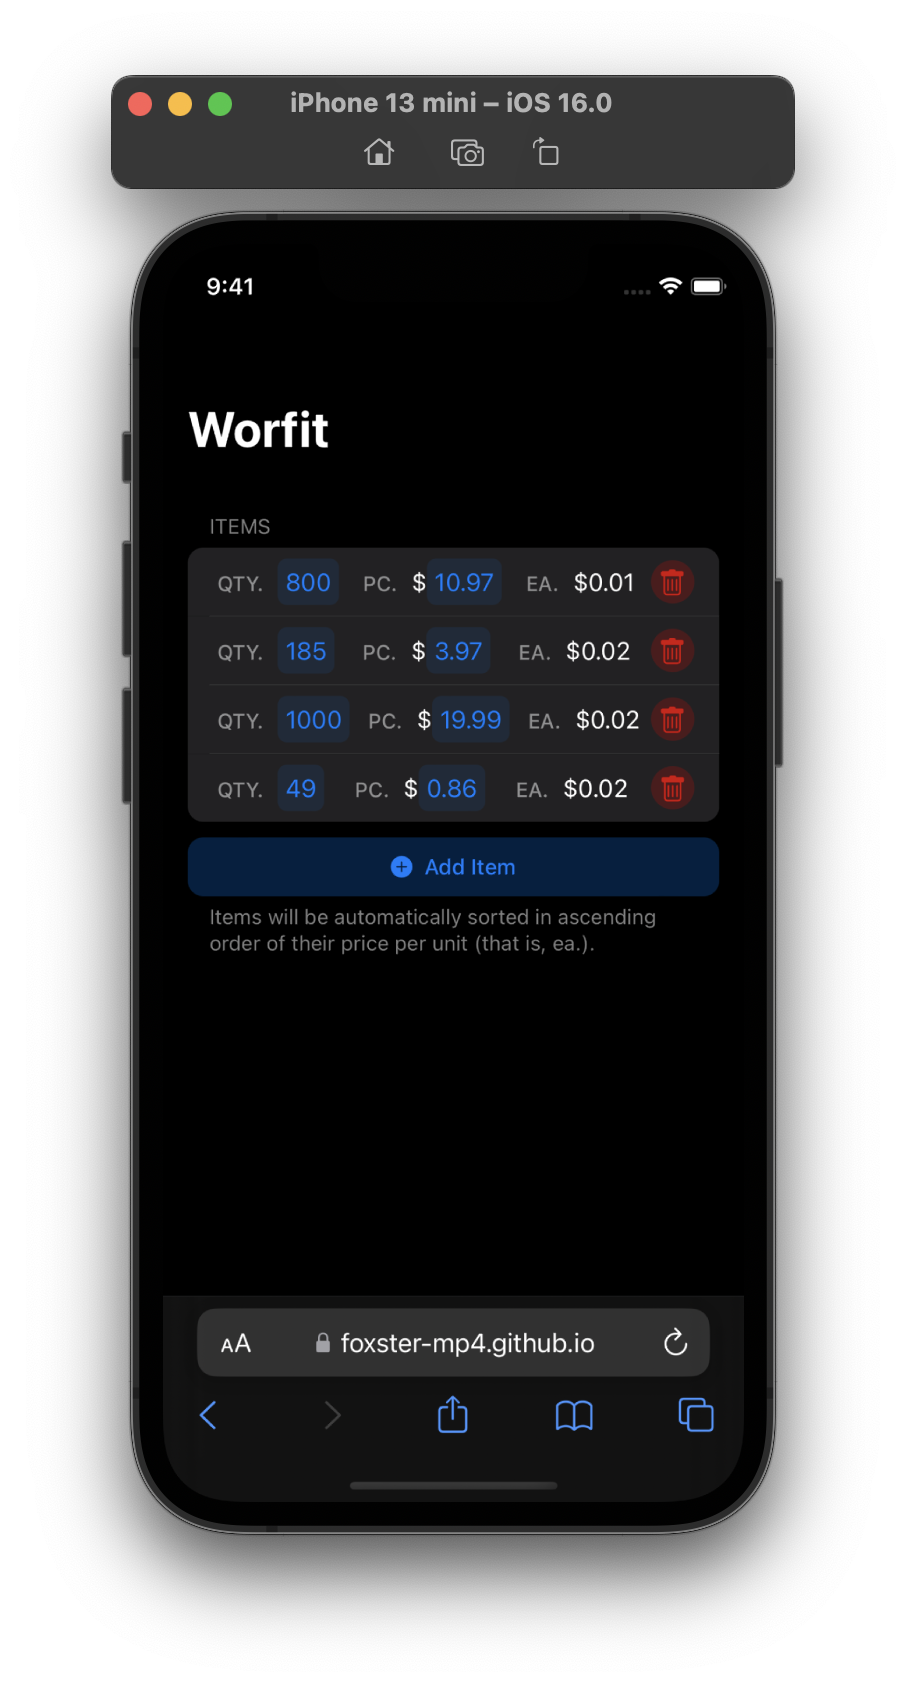 iPhone 13 mini – iOS 16.0
9:41
Worfit
ITEMS
QTY. 800 PC. $ 10.97 EA. $0.01
QTY. 185 PC. $ 3.97 EA. $0.02
QTY. 1000 PC. $ 19.99 EA. $0.02
QTY. 49 PC. $ 0.86 EA. $0.02
Add Item
Items will be automatically sorted in ascending
order of their price per unit (that is, ea.).
AA foxster-mp4.github.io